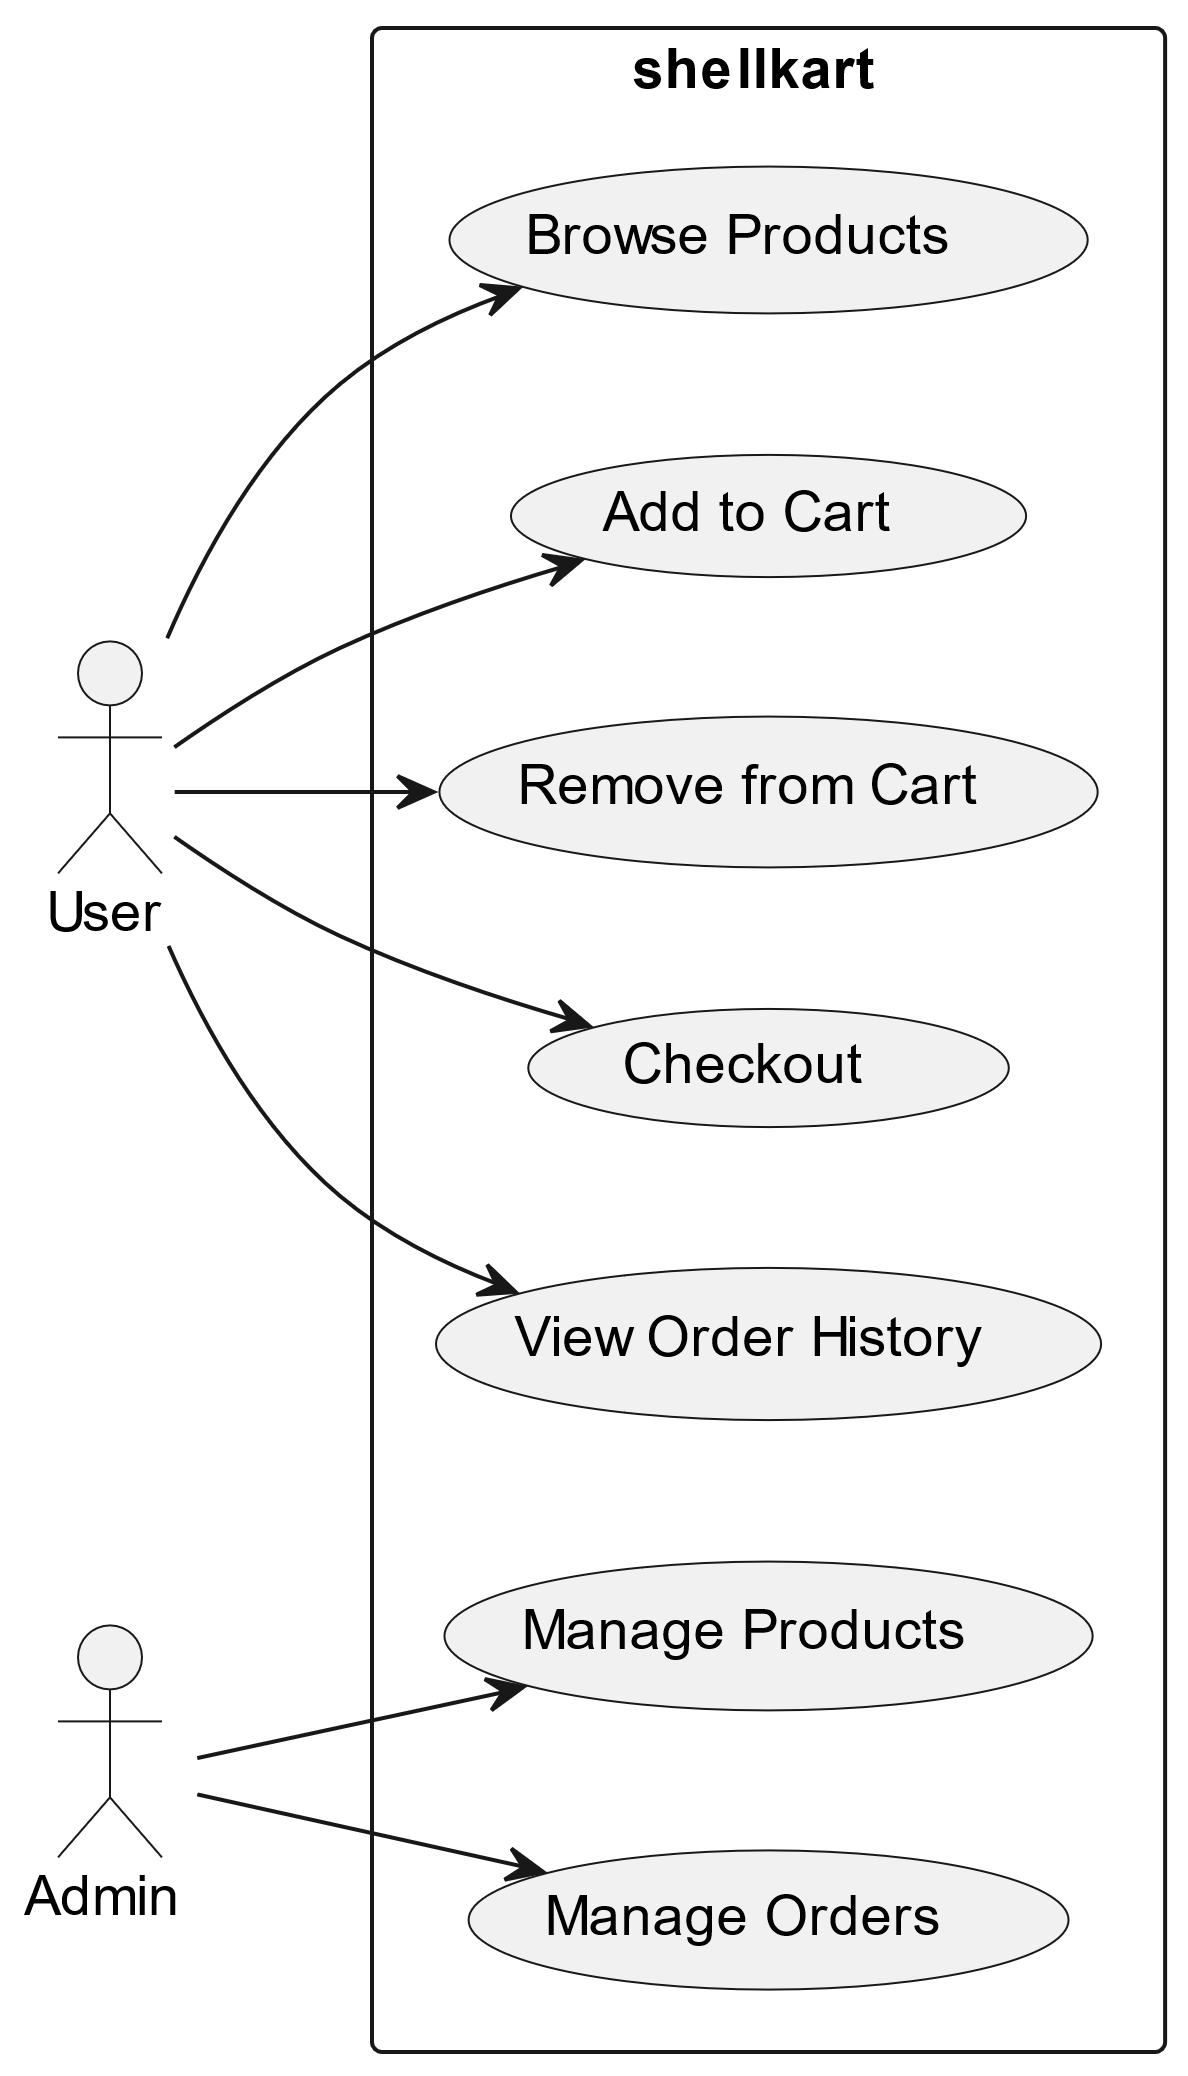 shellkart
Browse Products
Add to Cart
Remove from Cart
User
Checkout
View Order History
Manage Products
Admin
Manage Orders